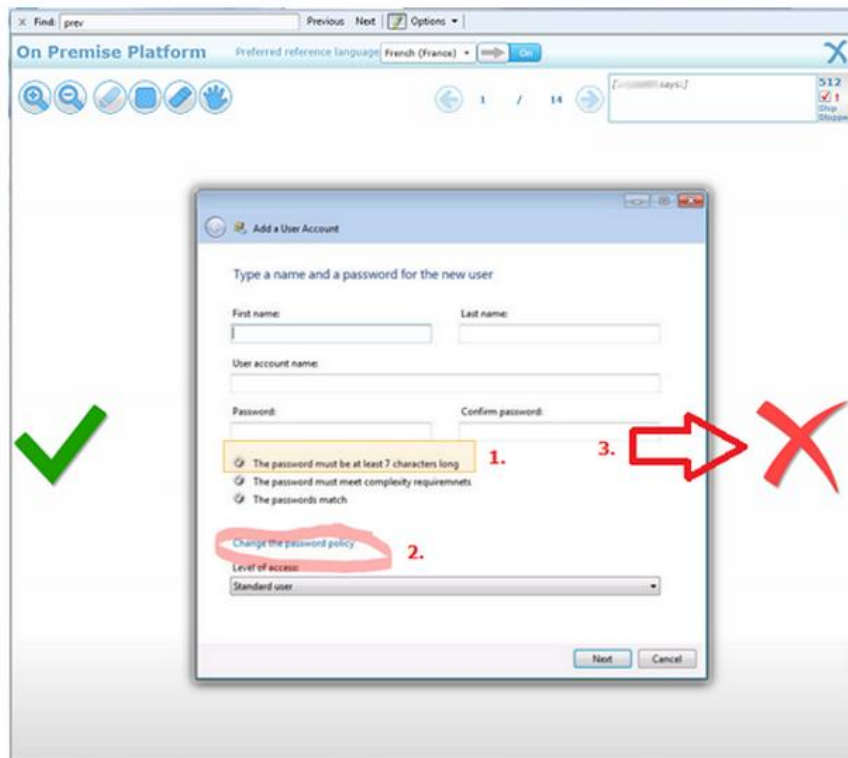 x Find: prev Previous Next Options
On Premise Platform Preferred reference language French (France) On
1 / 14 says:] 512
!
Ship
Stopper
Add a User Account
Type a name and a password for the new user
First name: Last name:
User account name:
Password: Confirm password:
The password must be at least 7 characters long 1. 3.
The password must meet complexity requiremnets
The passwords match
Change the password policy 2.
Level of access:
Standard user
Next Cancel